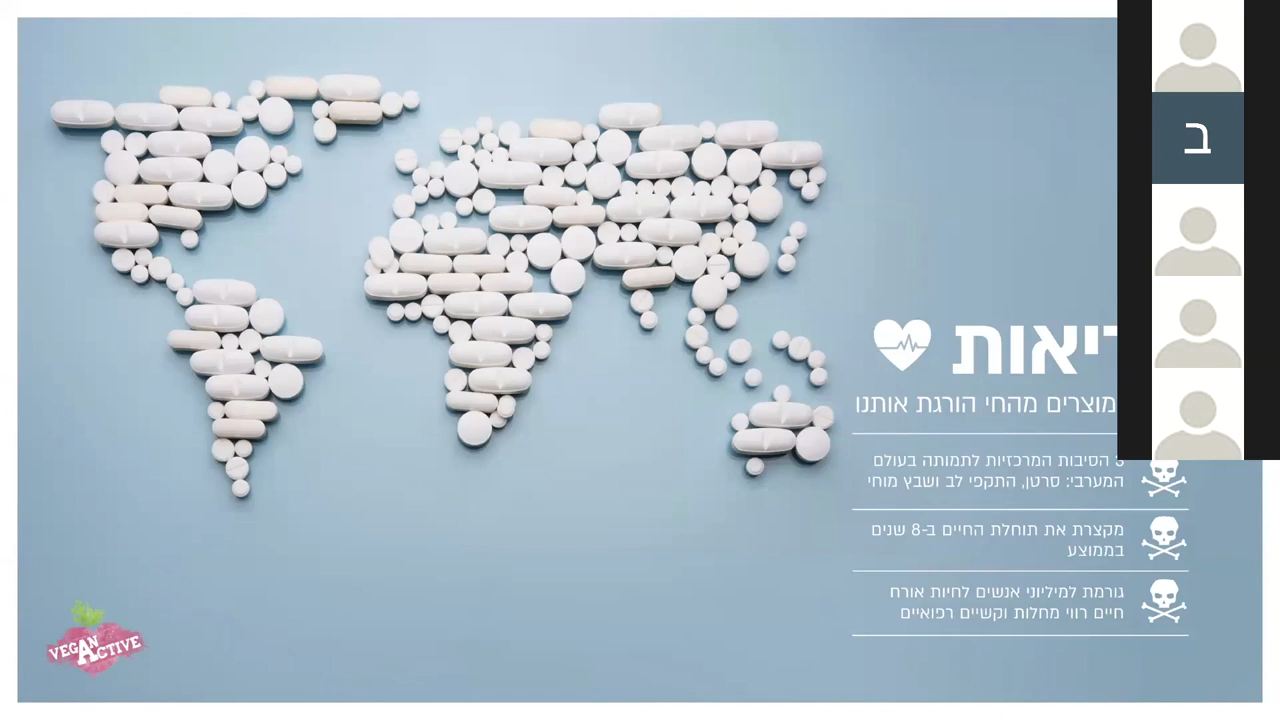 ב
מוצרים מהחי הורגת אותנו
הסיבות המרכזיות לתמותה בעולם
המערבי: סרטן, התקפי לב ושבץ מוחי
מקצרת את תוחלת החיים ב-8 שנים
בממוצע
גורמת למיליוני אנשים לחיות אורח
חיים רווי מחלות וקשיים רפואיים
VEGAN ACTIVE